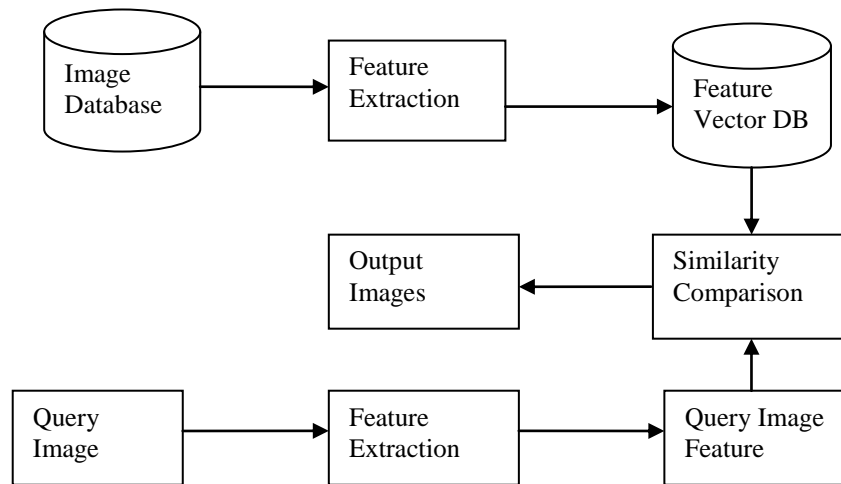 Image
Database
Feature
Extraction
Feature
Vector DB
Output
Images
Similarity
Comparison
Query
Image
Feature
Extraction
Query Image
Feature